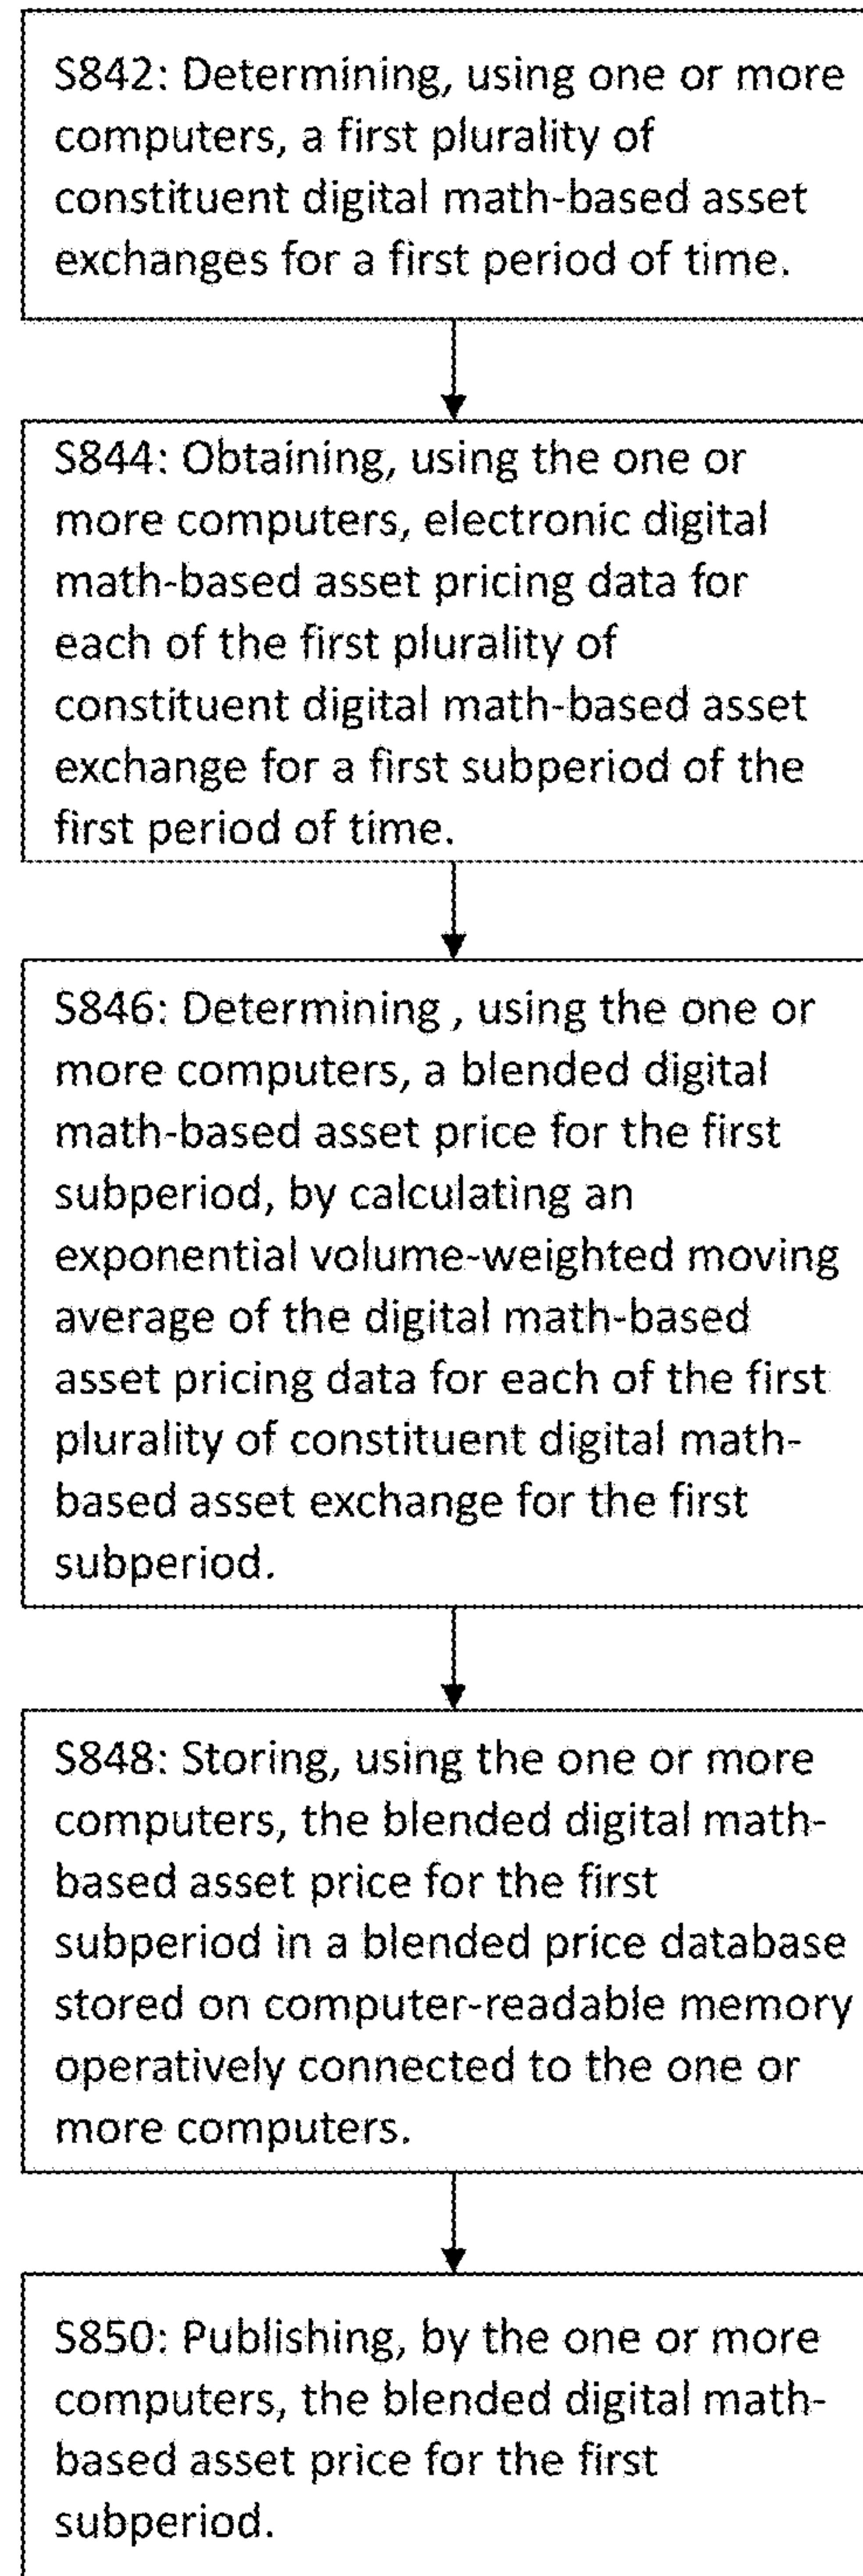 S842: Determining, using one or more
computers, a first plurality of
constituent digital math-based asset
exchanges for a first period of time.
S844: Obtaining, using the one or
more computers, electronic digital
math-based asset pricing data for
each of the first plurality of
constituent digital math-based asset
exchange for a first subperiod of the
first period of time.
S846: Determining , using the one or
more computers, a blended digital
math-based asset price for the first
subperiod, by calculating an
exponential volume-weighted moving
average of the digital math-based
asset pricing data for each of the first
plurality of constituent digital math-
based asset exchange for the first
subperiod.
S848: Storing, using the one or more
computers, the blended digital math-
based asset price for the first
subperiod in a blended price database
stored on computer-readable memory
operatively connected to the one or
more computers.
S850: Publishing, by the one or more
computers, the blended digital math-
based asset price for the first
subperiod.